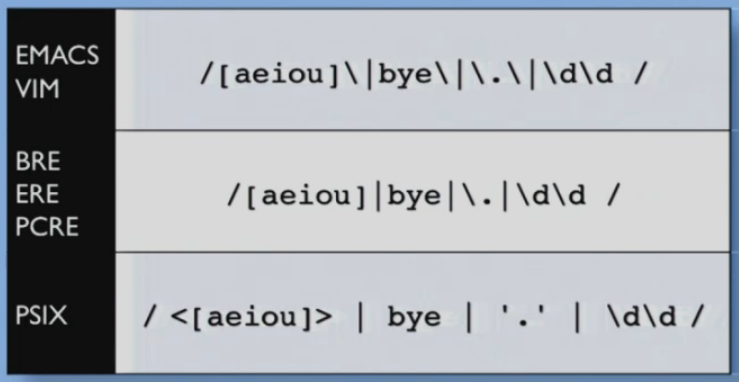 EMACS
VIM
/[aeiou]\|bye\|\.\|\d\d /
BRE
ERE
PCRE
/[aeiou]|bye|\.|\d\d /
PSIX
/ <[aeiou]> | bye | '.' | \d\d /